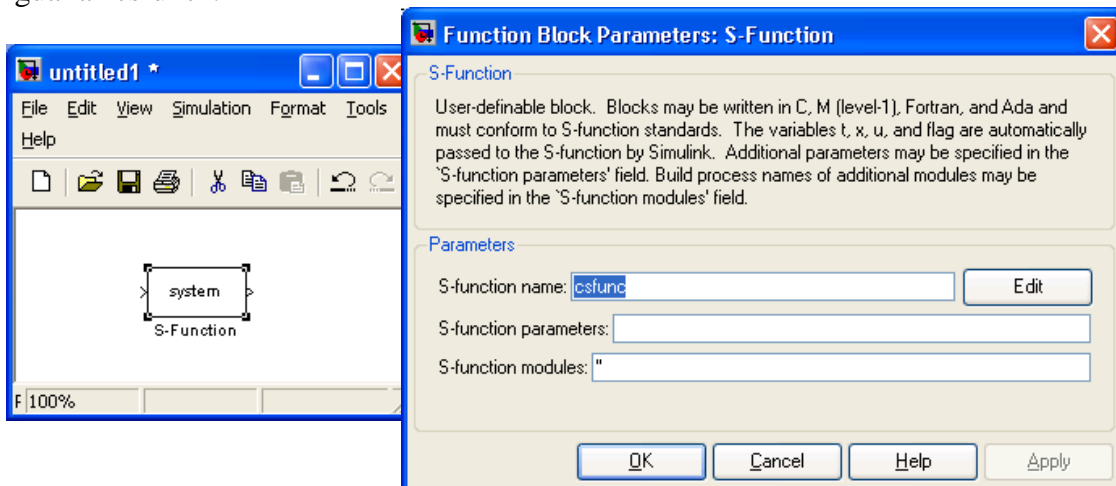 untitled1 *
File Edit View Simulation Format Tools
Help
system
S-Function
F 100%
Function Block Parameters: S-Function
S-Function
User-definable block. Blocks may be written in C, M (level-1), Fortran, and Ada and
must conform to S-function standards. The variables t, x, u, and flag are automatically
passed to the S-function by Simulink. Additional parameters may be specified in the
`S-function parameters' field. Build process names of additional modules may be
specified in the `S-function modules' field.
Parameters
S-function name: csfunc Edit
S-function parameters:
S-function modules: ''
OK Cancel Help Apply